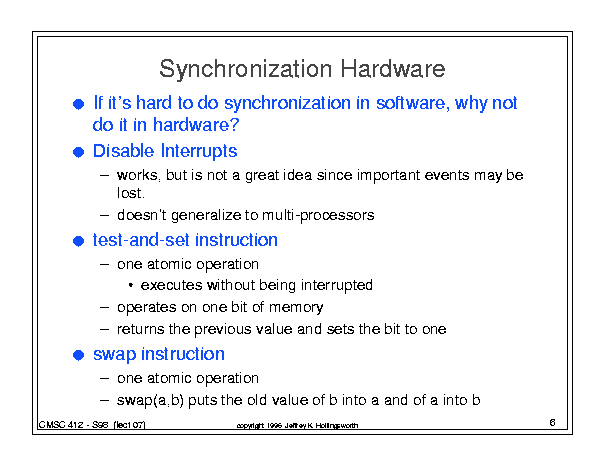 Synchronization Hardware
● If it's hard to do synchronization in software, why not
do it in hardware?
● Disable Interrupts
– works, but is not a great idea since important events may be
lost.
– doesn't generalize to multi-processors
● test-and-set instruction
– one atomic operation
• executes without being interrupted
– operates on one bit of memory
– returns the previous value and sets the bit to one
● swap instruction
– one atomic operation
– swap(a,b) puts the old value of b into a and of a into b
CMSC 412 - S96 (lect 07) copyright 1996 Jeffrey K. Hollingsworth 6